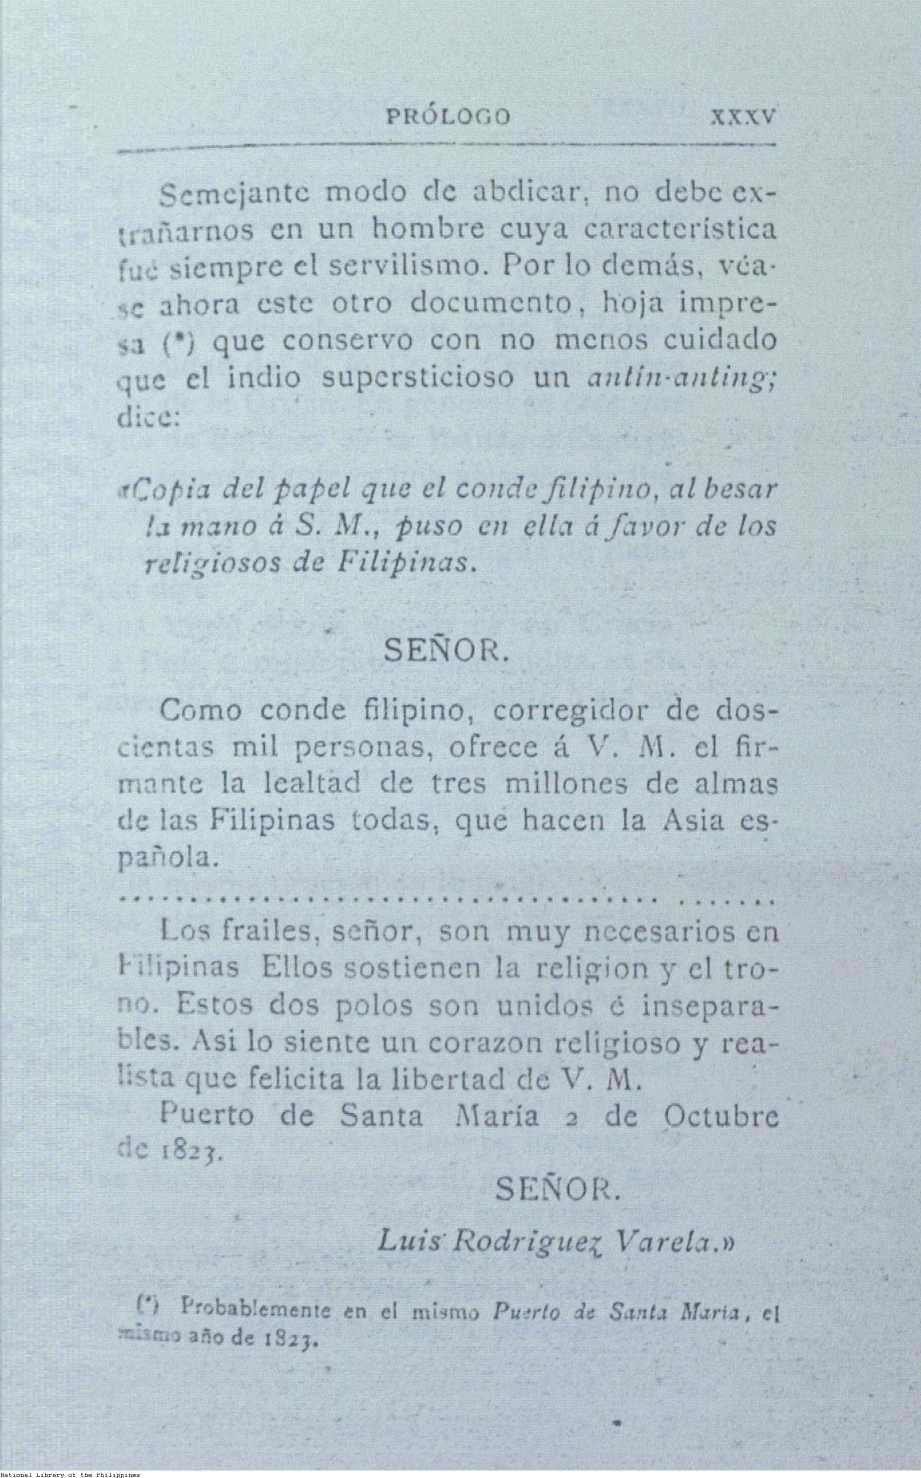 PRÓLOGO XXXV
Semejante modo de abdicar, no debe ex-
trañarnos en un hombre cuya característica
fué siempre el servilismo. Por lo demás, véa-
se ahora este otro documento, hoja impre-
sa (*) que conservo con no menos cuidado
que el indio supersticioso un antin-anting;
dice:
«Copia del papel que el conde filipino, al besar
la mano á S. M., puso en ella á favor de los
religiosos de Filipinas.
SEÑOR.
Como conde filipino, corregidor de dos-
cientas mil personas, ofrece á V. M. el fir-
mante la lealtad de tres millones de almas
de las Filipinas todas, que hacen la Asia es-
pañola.
............................................
Los frailes, señor, son muy necesarios en
Filipinas Ellos sostienen la religion y el tro-
no. Estos dos polos son unidos é insepara-
bles. Asi lo siente un corazon religioso y rea-
lista que felicita la libertad de V. M.
Puerto de Santa María 2 de Octubre
de 1823.
SEÑOR.
Luis Rodriguez Varela.»
(*) Probablemente en el mismo Puerto de Santa Maria, el
mismo año de 1823.
National Library of the Philippines